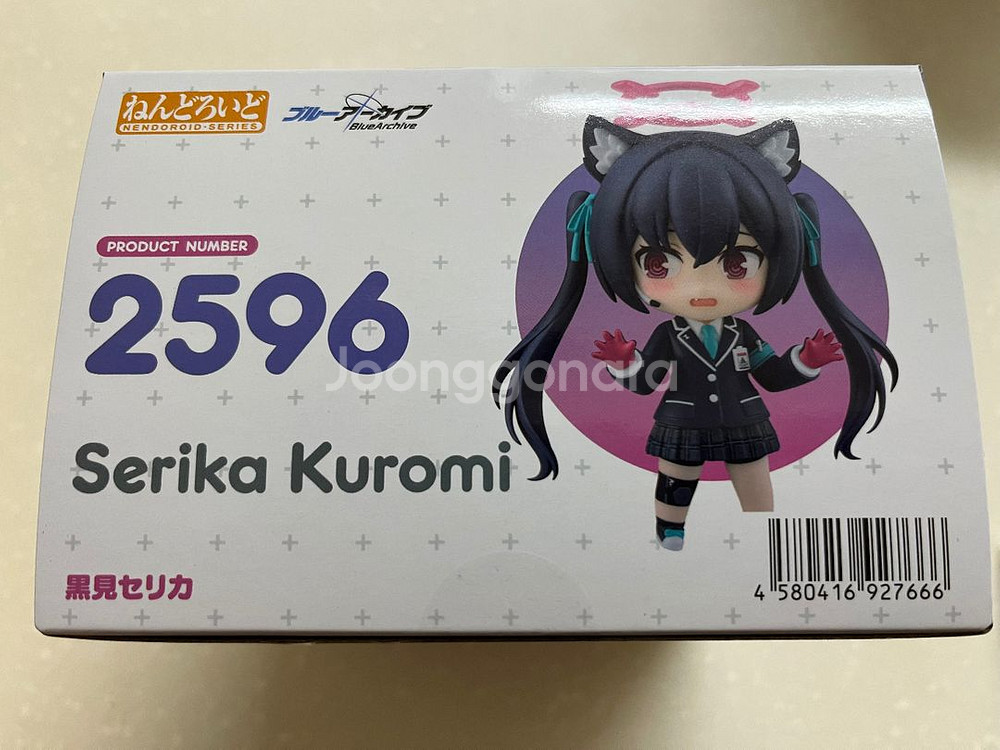 ねんどろいど
NENDOROID·SERIES
ブルーアーカイブ
BlueArchive
PRODUCT NUMBER
2596
Joonggonara
Serika Kuromi
黒見セリカ
4 580416 927666